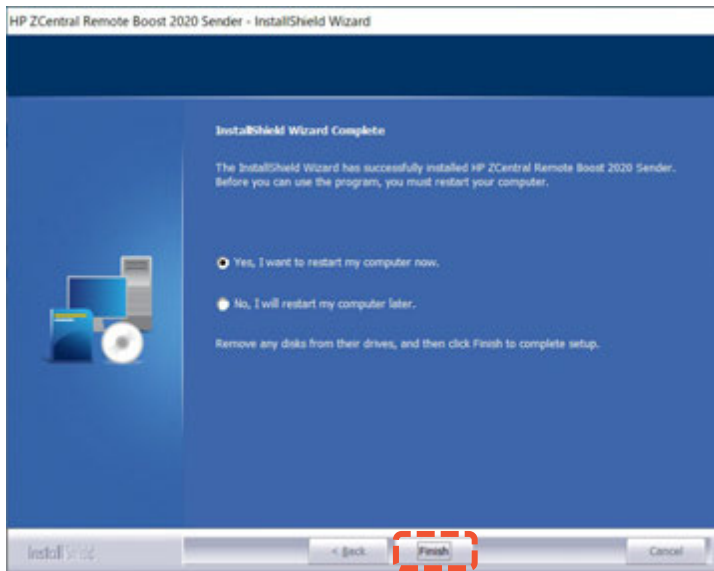 HP ZCentral Remote Boost 2020 Sender - InstallShield Wizard
InstallShield Wizard Complete
The InstallShield Wizard has successfully installed HP ZCentral Remote Boost 2020 Sender.
Before you can use the program, you must restart your computer.
Yes, I want to restart my computer now.
No, I will restart my computer later.
Remove any disks from their drives, and then click Finish to complete setup.
InstallShield
< Back
Finish
Cancel